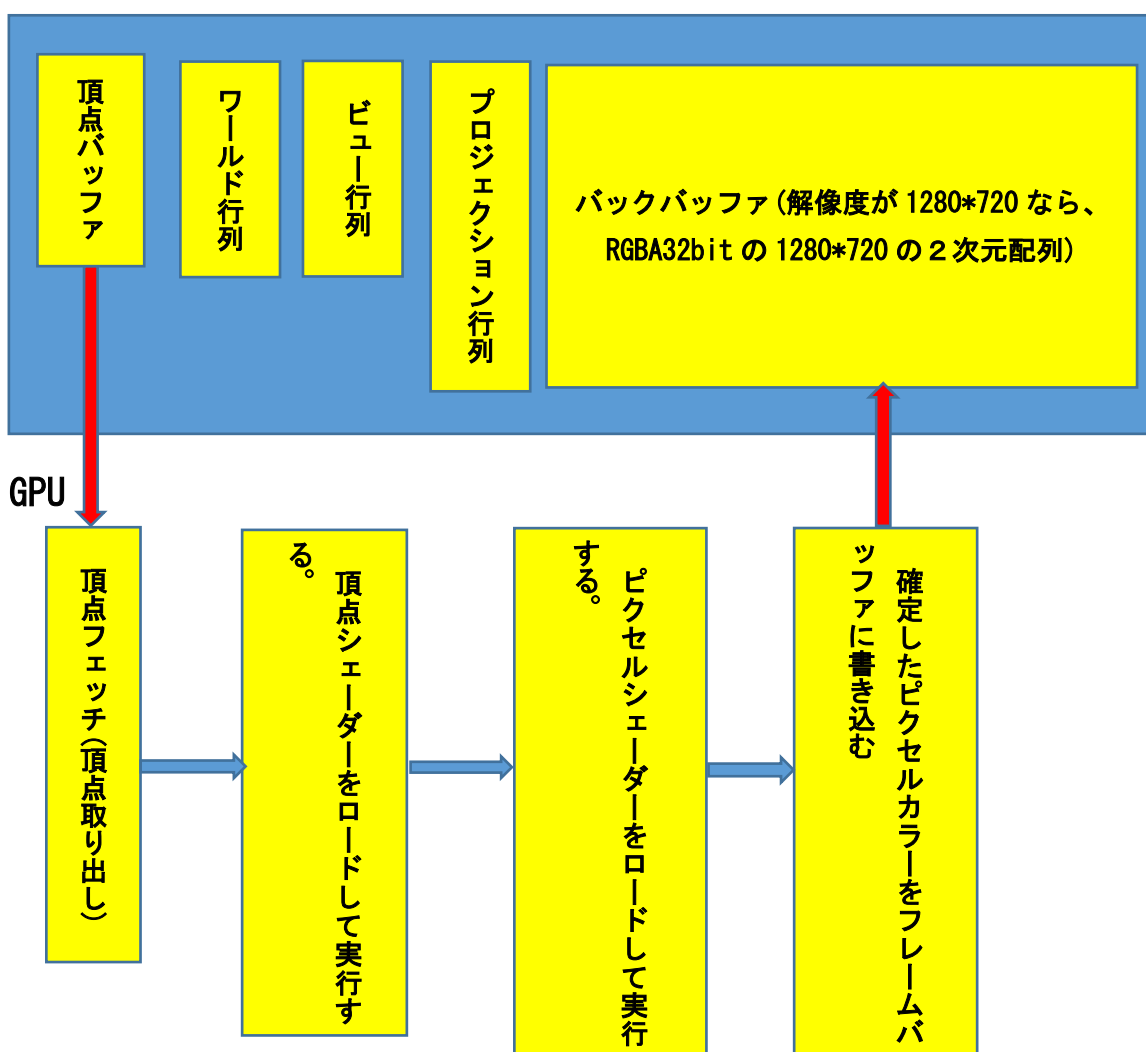 頂点バッファ
ワールド行列
ビュー行列
プロジェクション行列
バックバッファ(解像度が1280*720なら、
RGBA32bitの1280*720の２次元配列)
GPU
頂点フェッチ(頂点取り出し)
頂点シェーダーをロードして実行す
る。
ピクセルシェーダーをロードして実行
する。
確定したピクセルカラーをフレームバ
ッファに書き込む